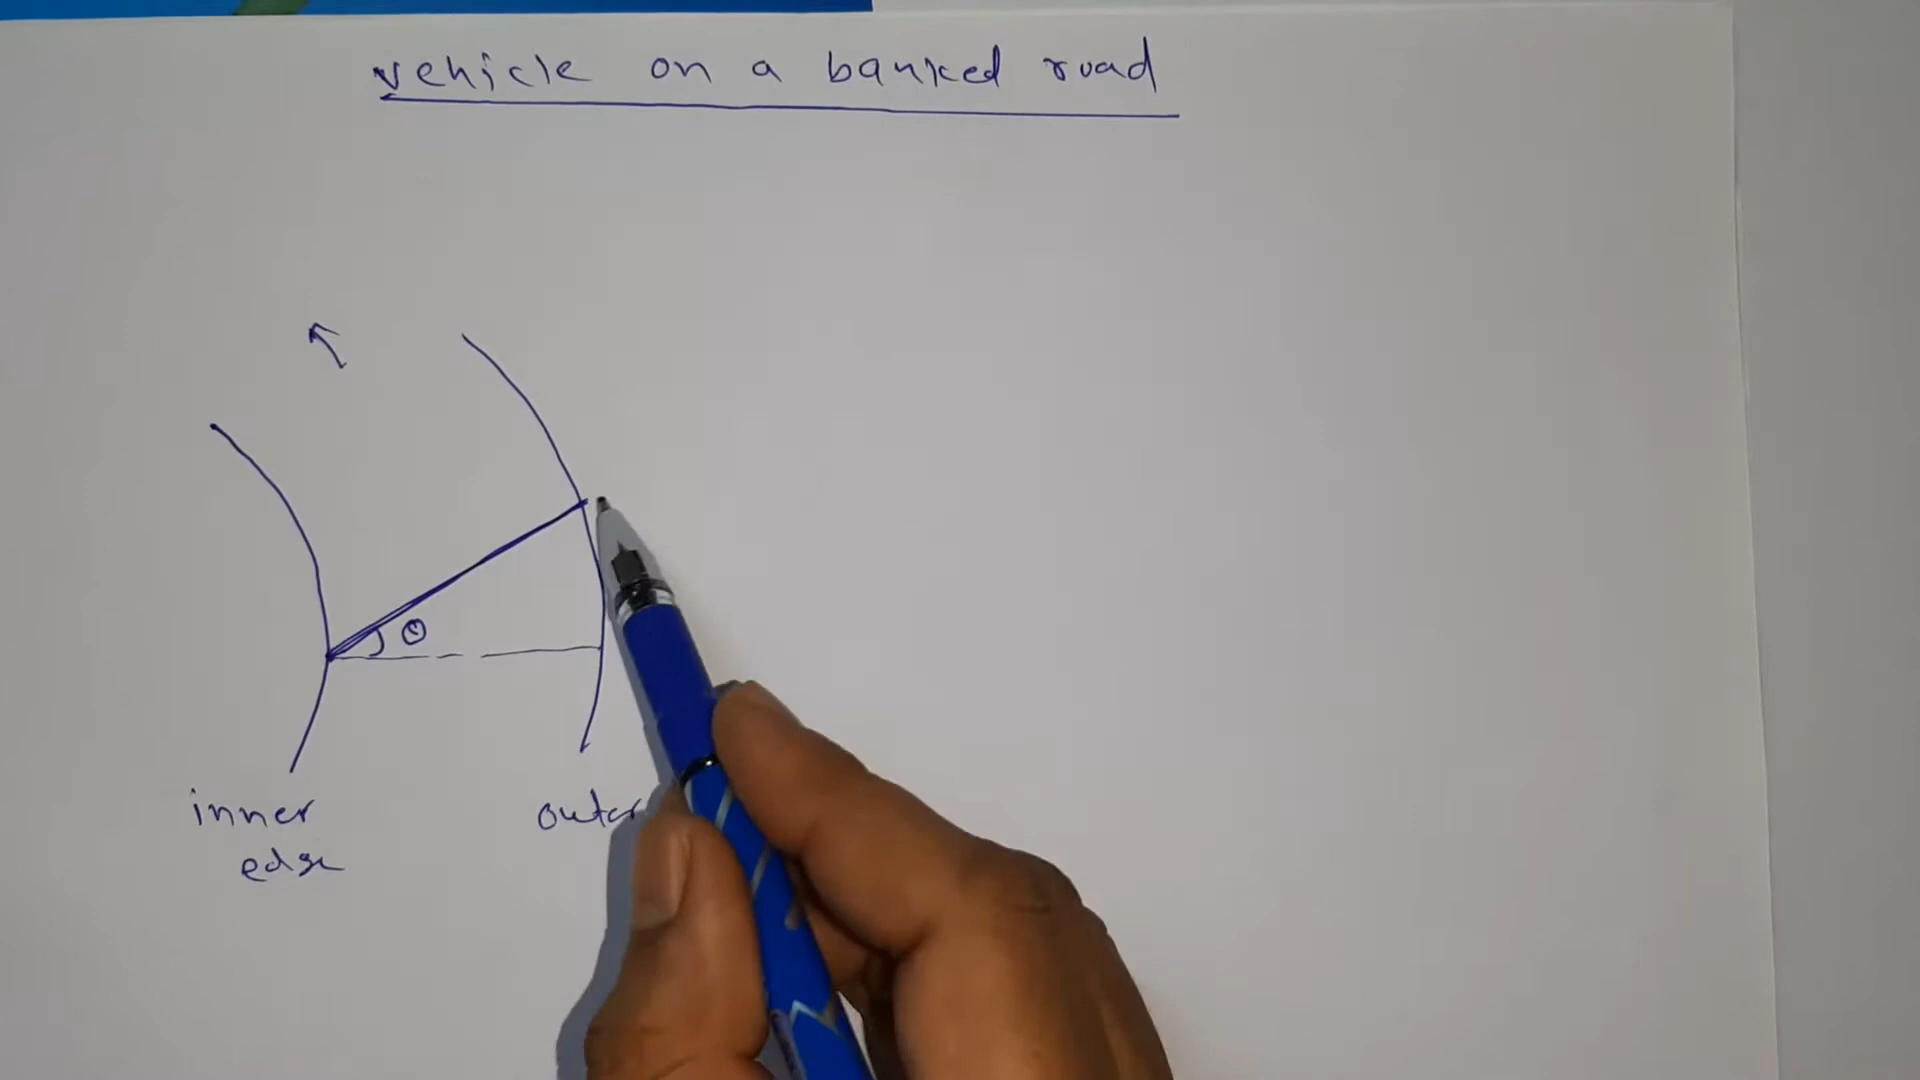 vehicle on a banked road
θ
inner
edge
outer